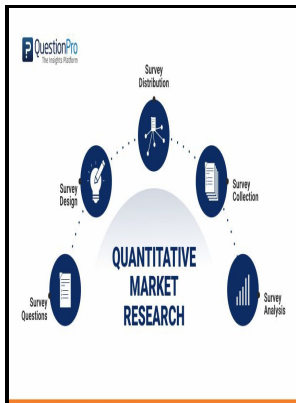 QuestionPro
The Insights Platform
Survey
Distribution
Survey
Design
Survey
Collection
QUANTITATIVE
MARKET
RESEARCH
Survey
Questions
Survey
Analysis